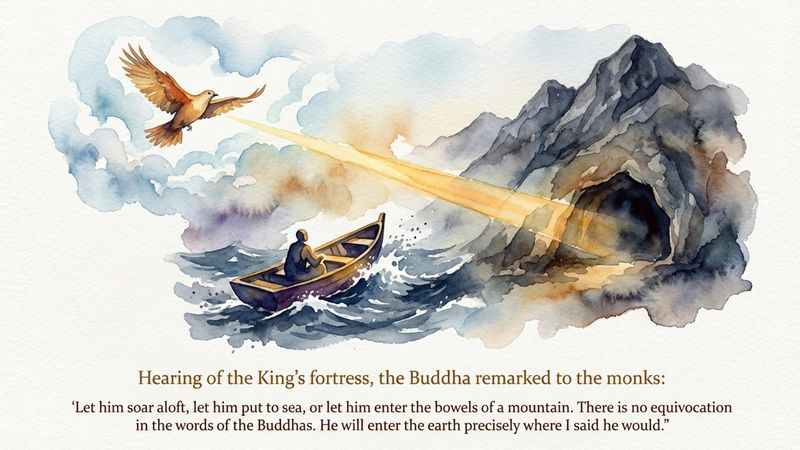 Hearing of the King’s fortress, the Buddha remarked to the monks:
‘Let him soar aloft, let him put to sea, or let him enter the bowels of a mountain. There is no equivocation
in the words of the Buddhas. He will enter the earth precisely where I said he would.”